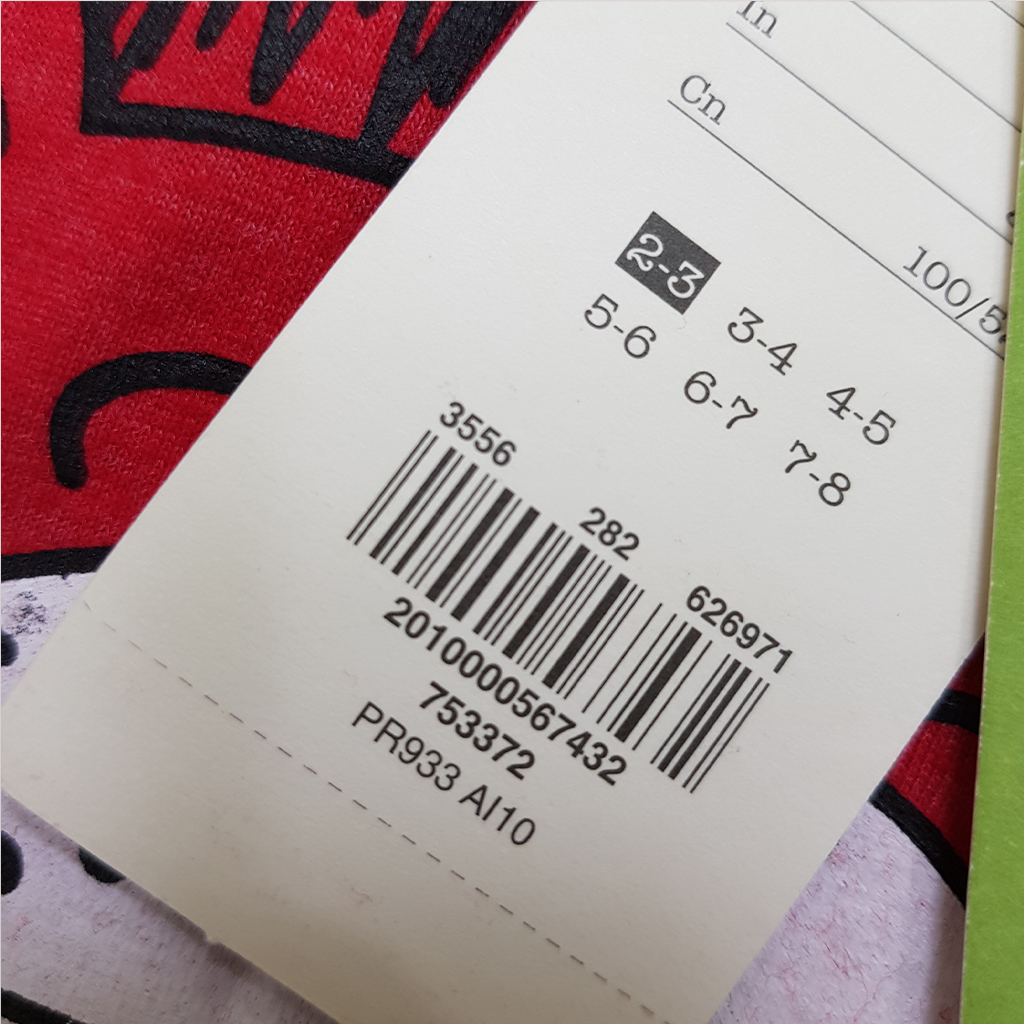 In
Cn
100/5
2-3 3-4 4-5
5-6 6-7 7-8
3556 282 626971
2010000567432
753372
PR933 AI10